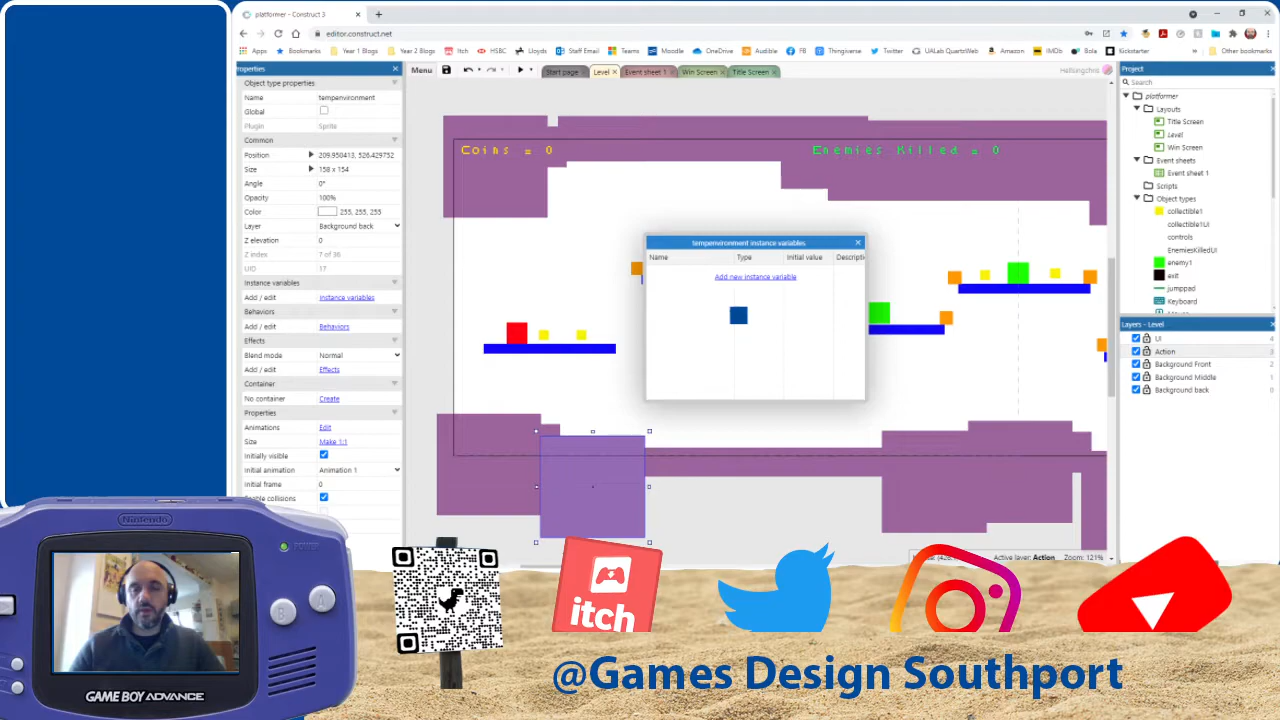 platformer - Construct 3
editor.construct.net
Apps
Bookmarks
Year 1 Blogs
Year 2 Blogs
Itch
HSBC
Lloyds
Staff Email
Teams
Moodle
OneDrive
Audible
FB
Thingiverse
Twitter
UALab QuartzWeb
Amazon
IMDb
Bola
Kickstarter
Other bookmarks
Properties
Menu
Start page
Level
Event sheet 1
Win Screen
Title Screen
Project
Object type properties
Name tempenvironment
Global
Plugin Sprite
Common
Position 209.950413, 526.429752
Size 158 x 154
Angle 0°
Opacity 100%
Color 255, 255, 255
Layer Background back
Z elevation 0
Z index 7 of 36
UID 17
Instance variables
Add / edit Instance variables
Behaviors
Add / edit Behaviors
Effects
Blend mode Normal
Add / edit Effects
Container
No container Create
Properties
Animations Edit
Size Make 1:1
Initially visible
Initial animation Animation 1
Initial frame 0
Enable collisions
Coins = 0
Enemies Killed = 0
tempenvironment instance variables
Name Type Initial value Descripti
Add new instance variable
Active layer: Action Zoom: 121%
Search
platformer
Layouts
Title Screen
Level
Win Screen
Event sheets
Event sheet 1
Scripts
Object types
collectible1
collectible1UI
controls
EnemiesKilledUI
enemy1
exit
jumppad
Keyboard
Layers - Level
UI 4
Action 3
Background Front 2
Background Middle 1
Background back 0
Nintendo
POWER
B
A
GAME BOY ADVANCE
itch
@Games Design Southport